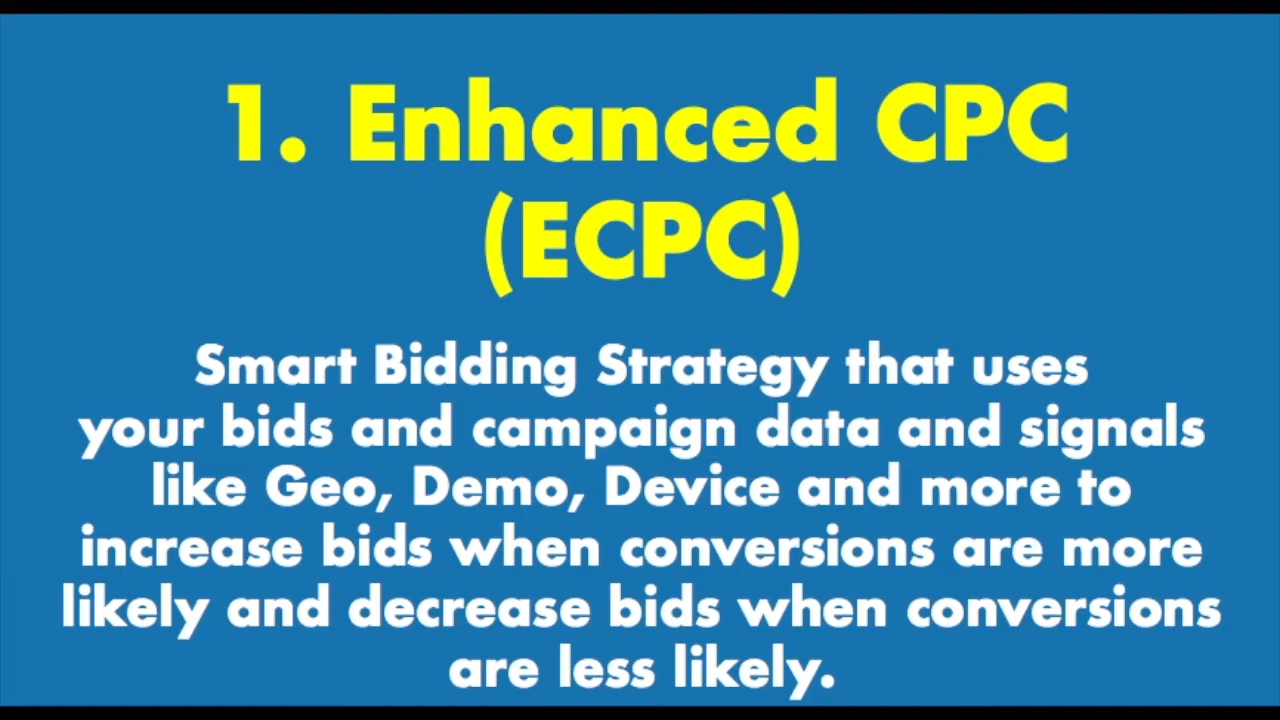 1. Enhanced CPC
(ECPC)
Smart Bidding Strategy that uses
your bids and campaign data and signals
like Geo, Demo, Device and more to
increase bids when conversions are more
likely and decrease bids when conversions
are less likely.